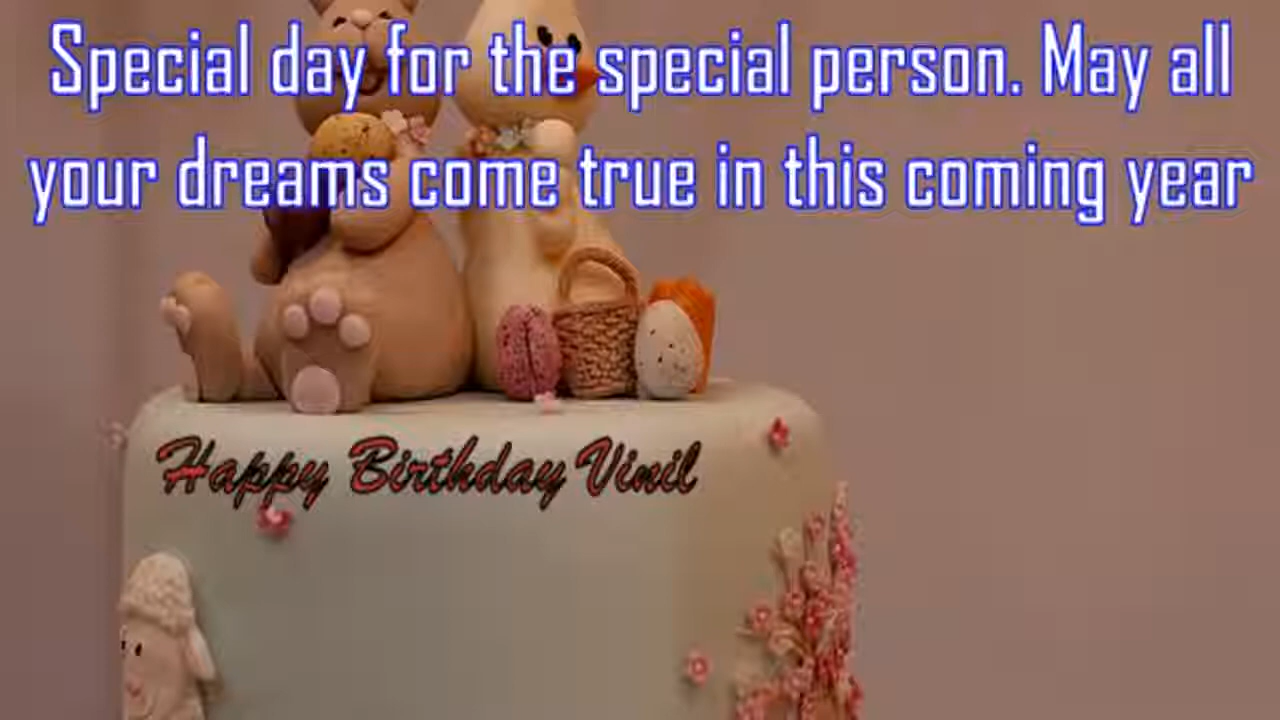 Special day for the special person. May all
your dreams come true in this coming year
Happy Birthday Vinil